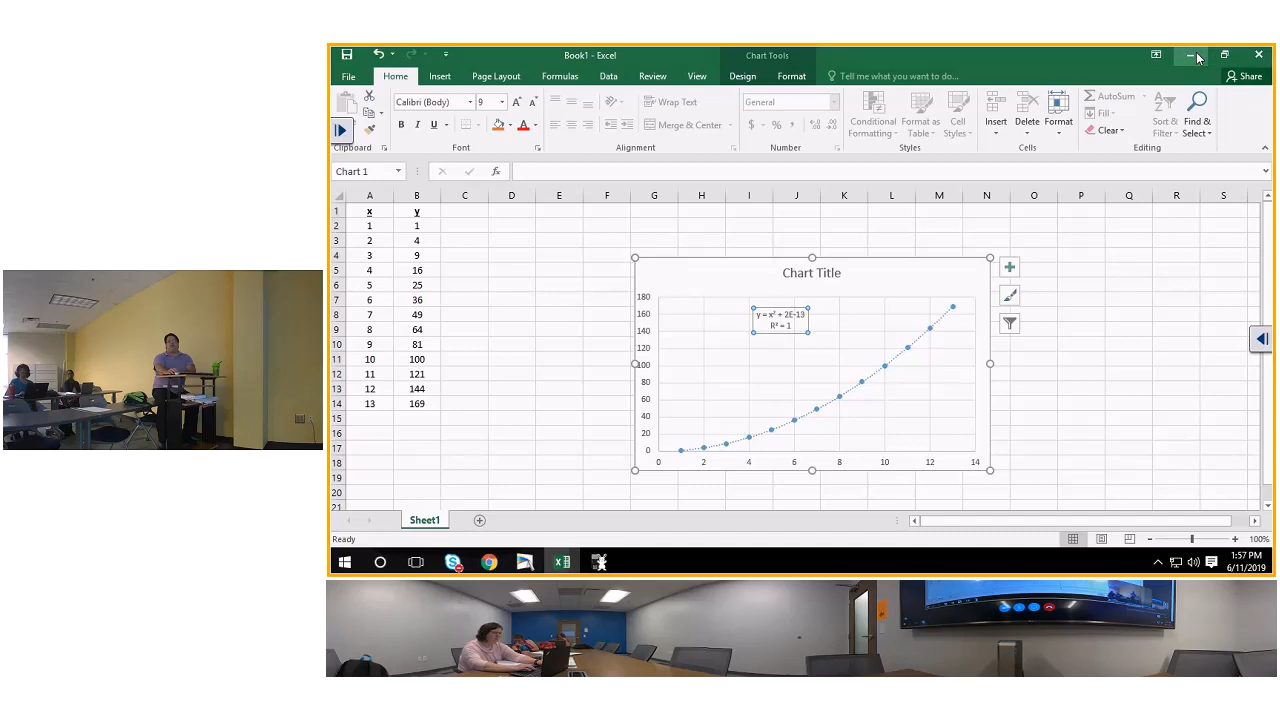 Book1 - Excel
Chart Tools
File Home Insert Page Layout Formulas Data Review View Design Format Tell me what you want to do... Share
Calibri (Body) 9 A A Wrap Text General Conditional Format as Cell Insert Delete Format AutoSum Sort & Find &
B I U A Merge & Center $ % , Formatting Table Styles Fill Clear Filter Select
Clipboard Font Alignment Number Styles Cells Editing
Chart 1 fx
A B C D E F G H I J K L M N O P Q R S
1 x y
2 1 1
3 2 4
4 3 9
5 4 16
6 5 25
7 6 36
8 7 49
9 8 64
10 9 81
11 10 100
12 11 121
13 12 144
14 13 169
15
16
17
18
19
20
21
Chart Title
180
160
140
120
100
80
60
40
20
0
y = x² + 2E-13
R² = 1
0 2 4 6 8 10 12 14
Sheet1
Ready 100%
1:57 PM
6/11/2019